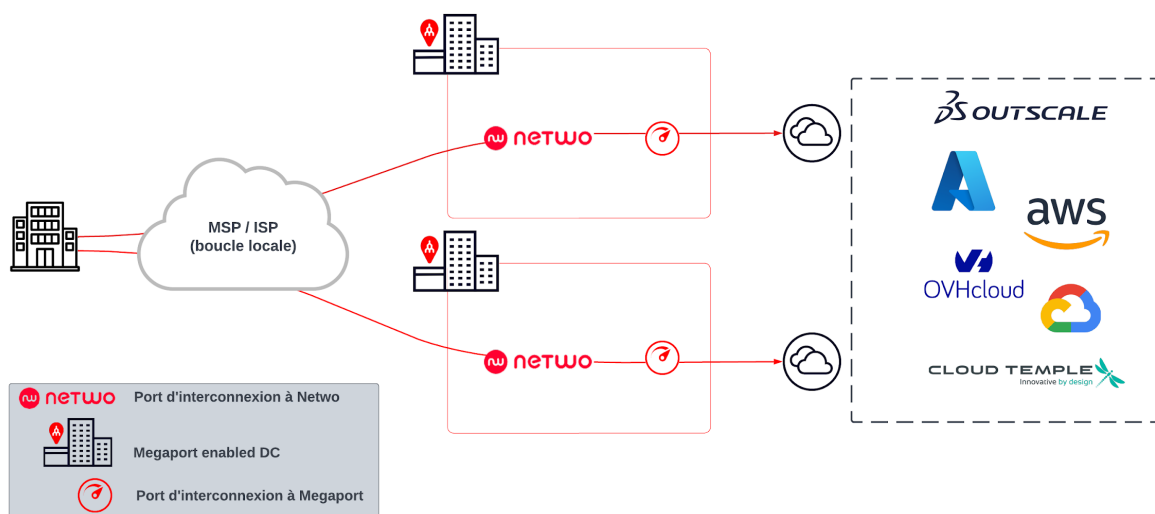 netwo
3DS OUTSCALE
aws
MSP / ISP
(boucle locale)
OVHcloud
netwo
CLOUD TEMPLE
Innovative by design
netwo Port d'interconnexion à Netwo
Megaport enabled DC
Port d'interconnexion à Megaport